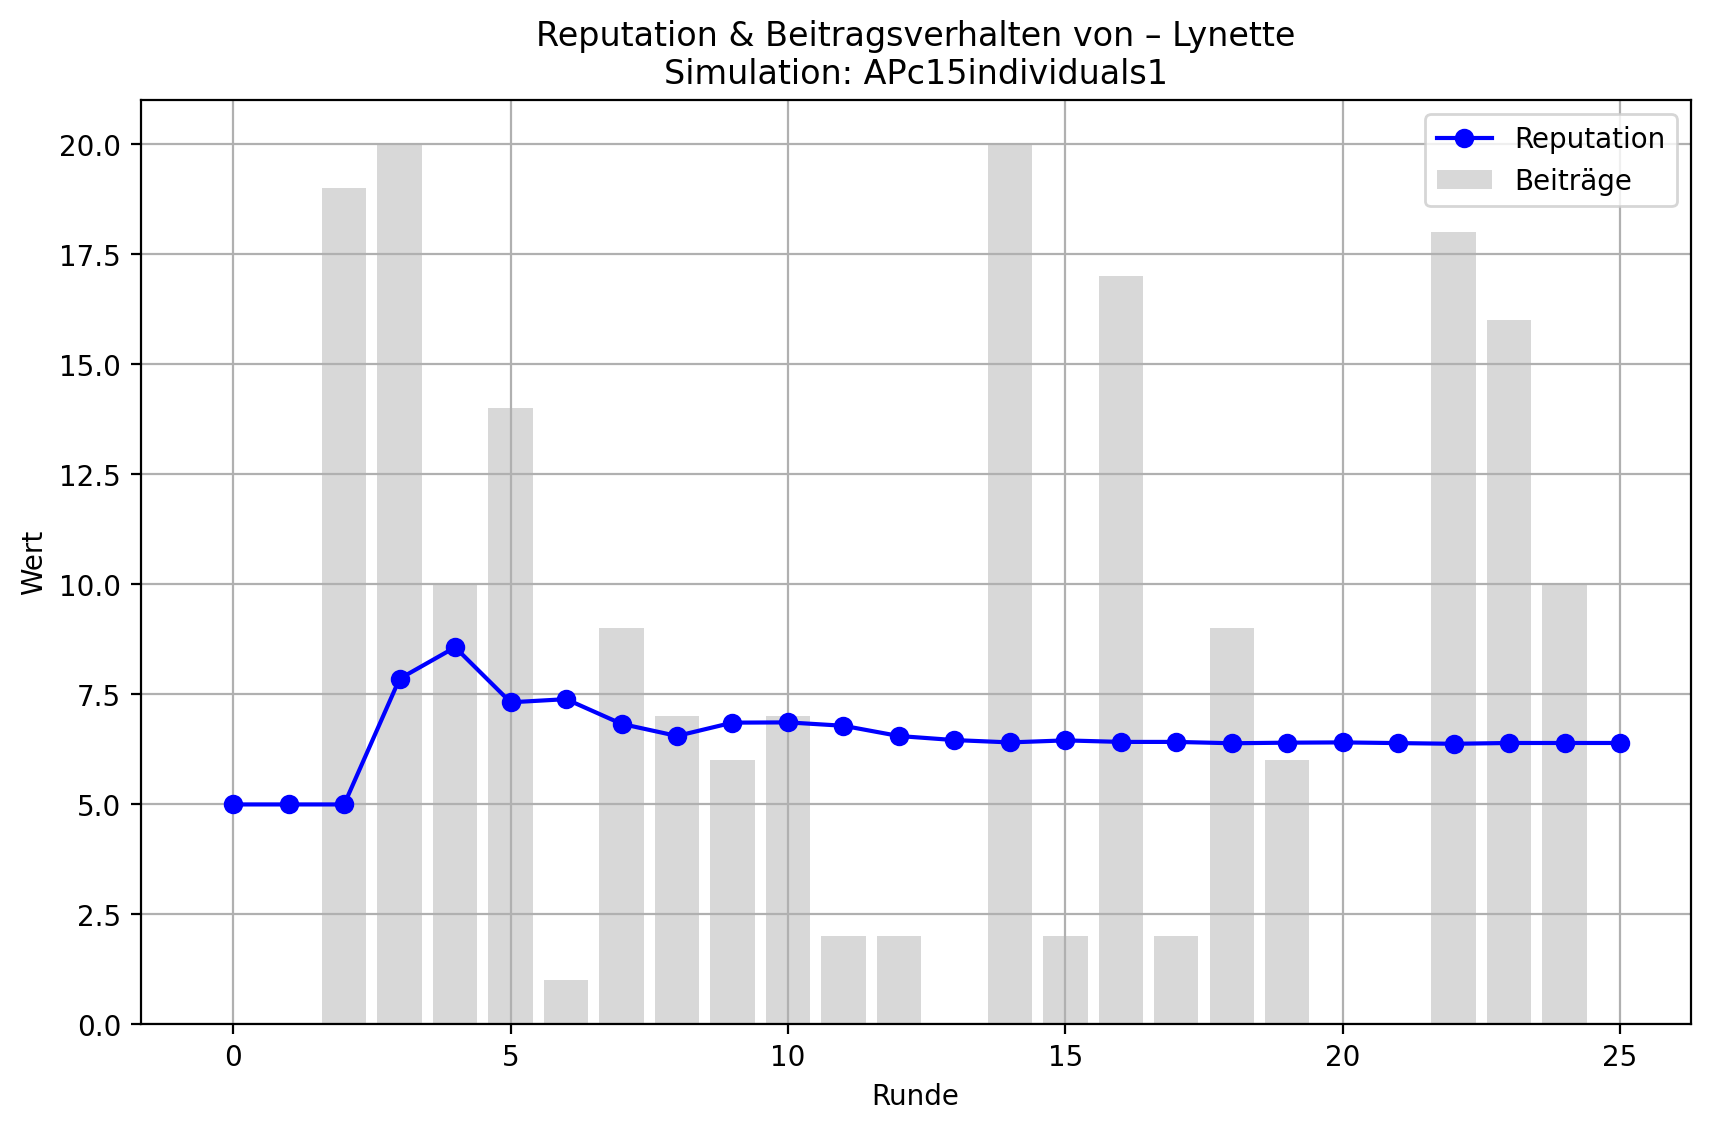 Reputation & Beitragsverhalten von – Lynette
Simulation: APc15individuals1
Reputation
Beiträge
20.0
17.5
15.0
12.5
10.0
7.5
5.0
2.5
0.0
Wert
0 5 10 15 20 25
Runde